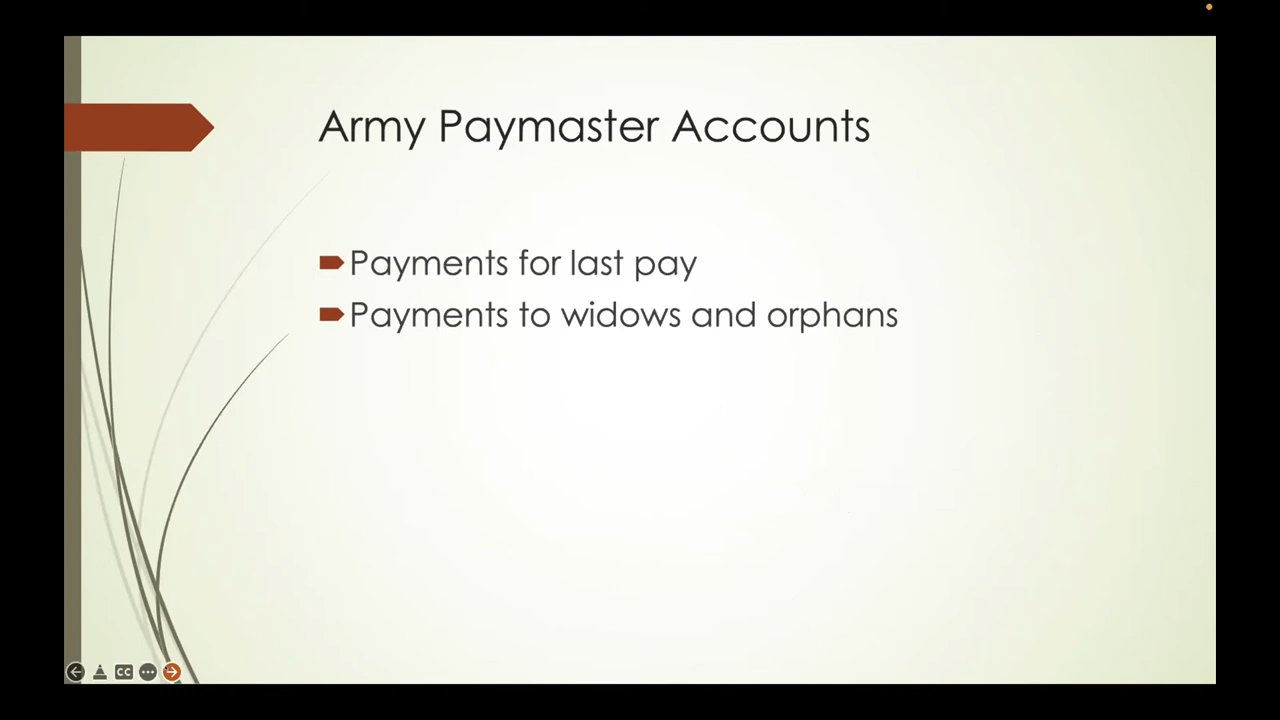 Army Paymaster Accounts
Payments for last pay
Payments to widows and orphans
CC